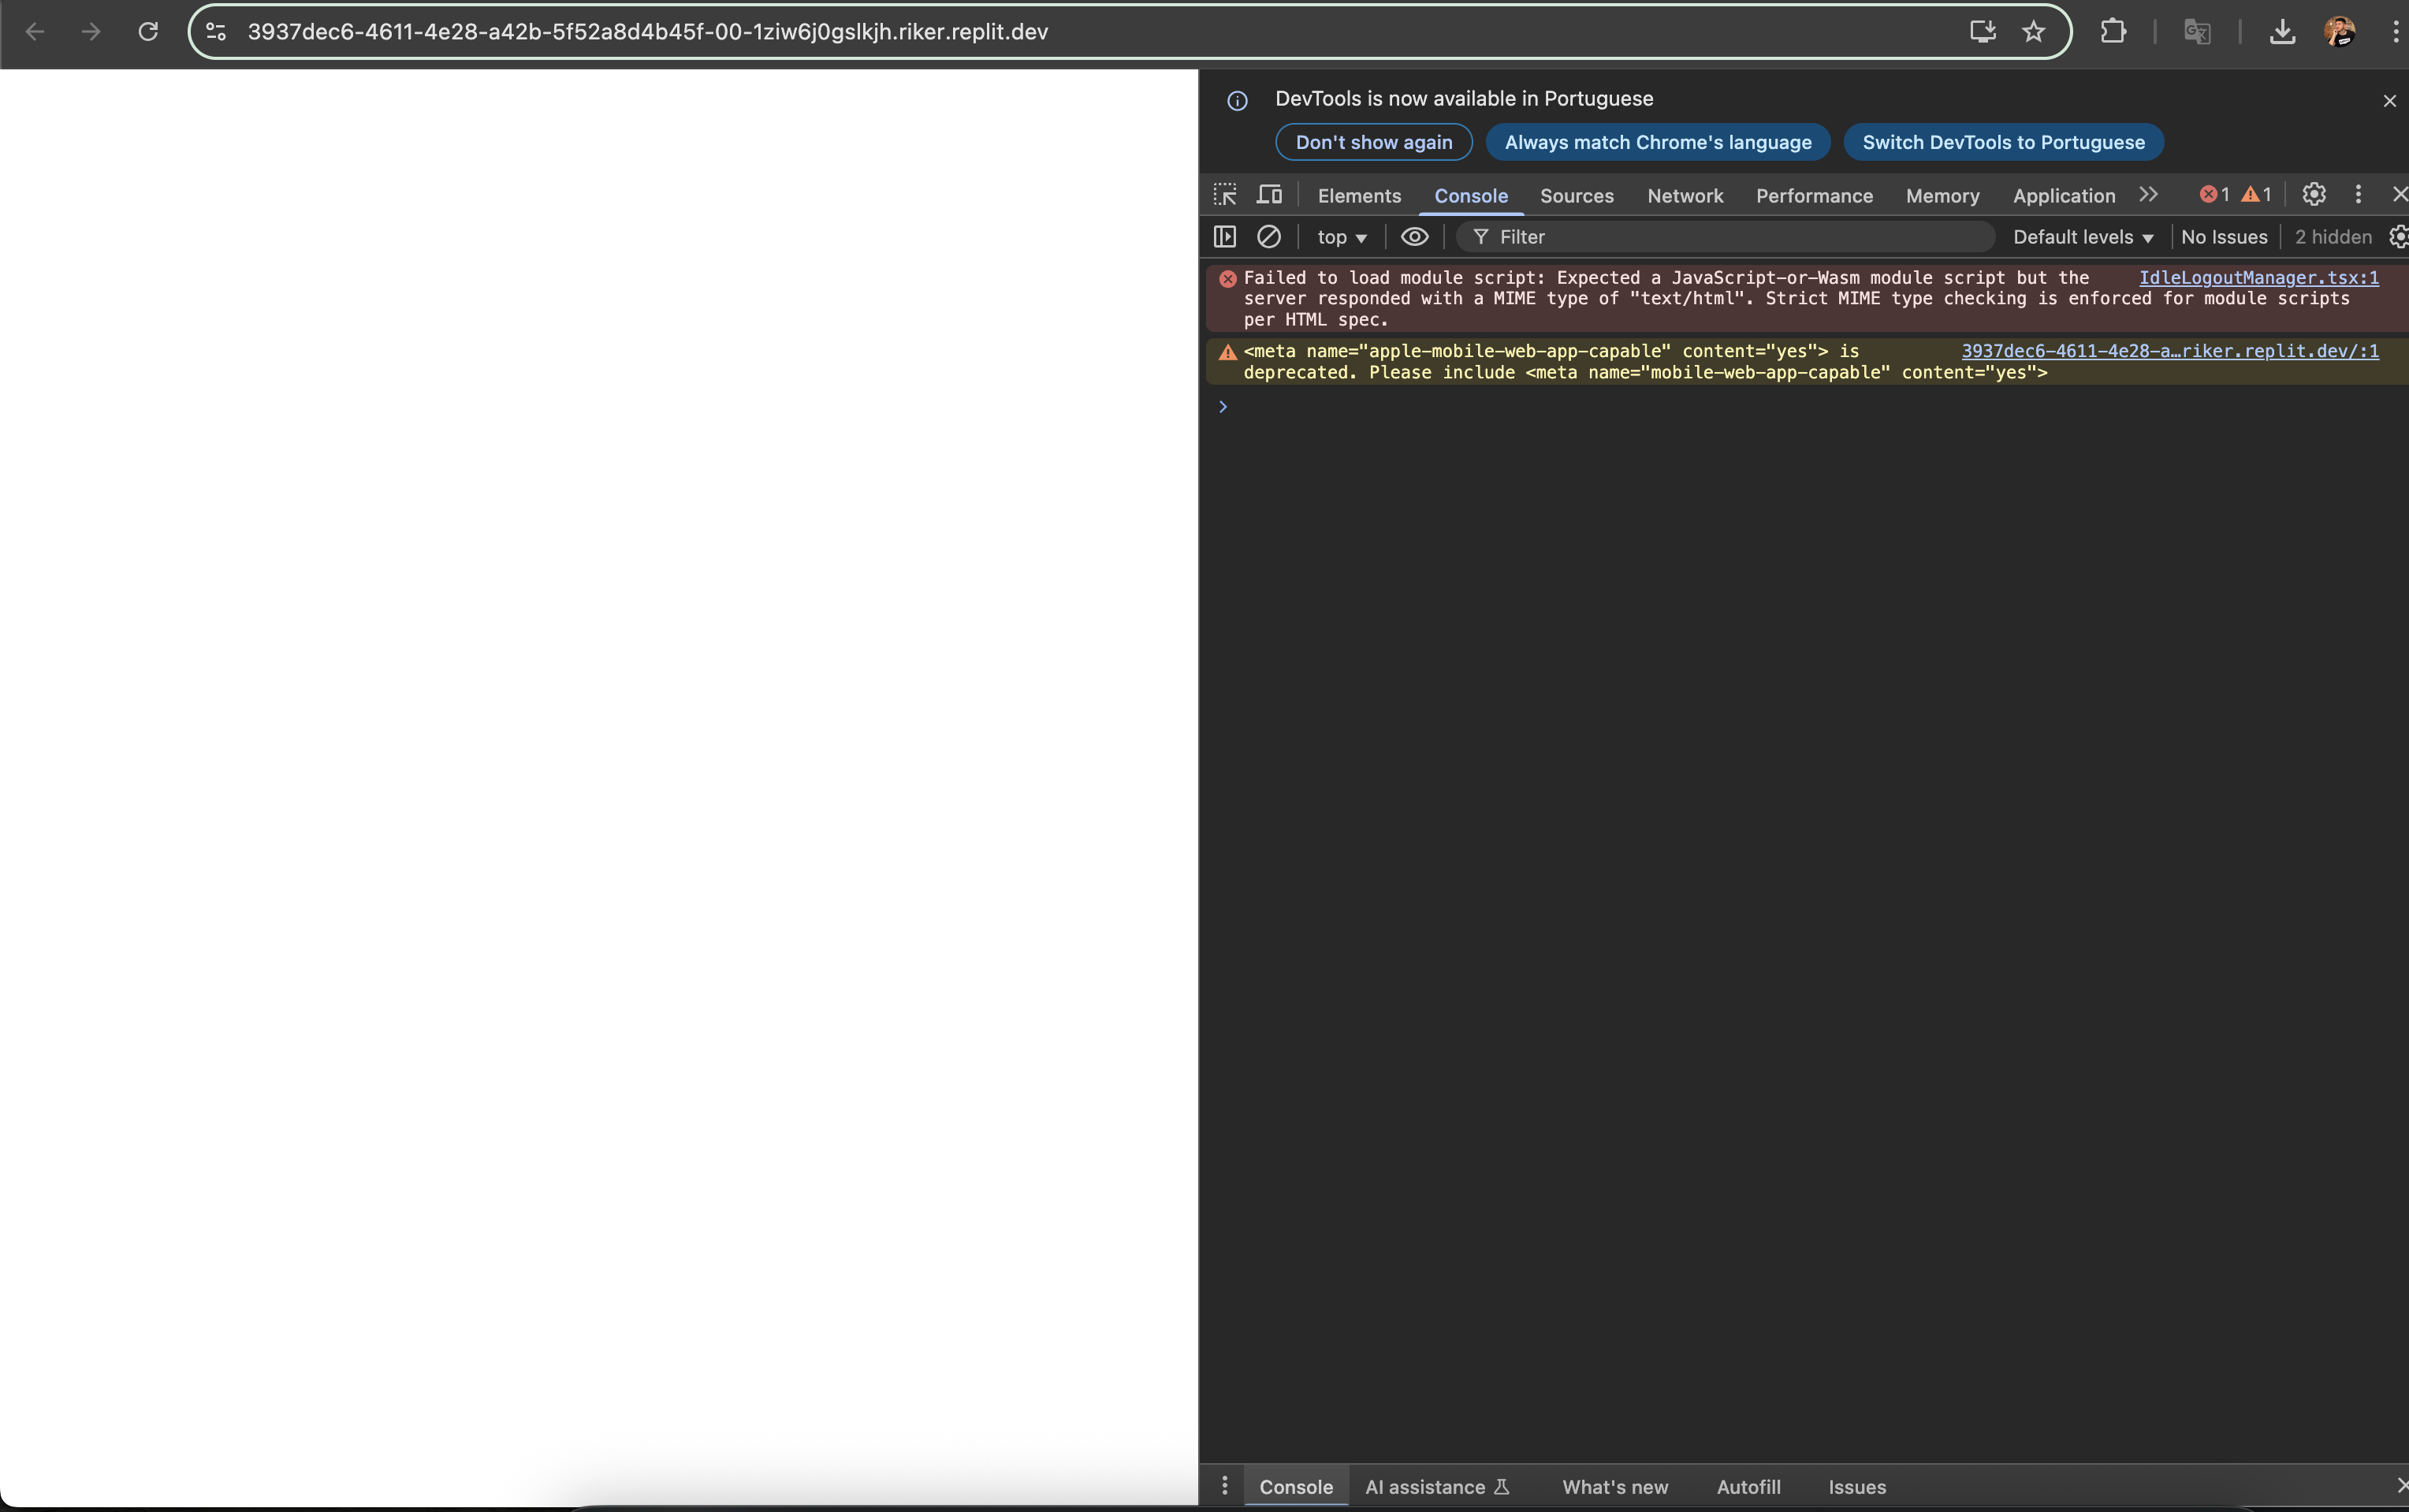 3937dec6-4611-4e28-a42b-5f52a8d4b45f-00-1ziw6j0gslkjh.riker.replit.dev
DevTools is now available in Portuguese
Don't show again Always match Chrome's language Switch DevTools to Portuguese
Elements Console Sources Network Performance Memory Application 1 1
top Filter Default levels No Issues 2 hidden
Failed to load module script: Expected a JavaScript-or-Wasm module script but the IdleLogoutManager.tsx:1
server responded with a MIME type of "text/html". Strict MIME type checking is enforced for module scripts
per HTML spec.
<meta name="apple-mobile-web-app-capable" content="yes"> is 3937dec6-4611-4e28-a…riker.replit.dev/:1
deprecated. Please include <meta name="mobile-web-app-capable" content="yes">
Console AI assistance What's new Autofill Issues